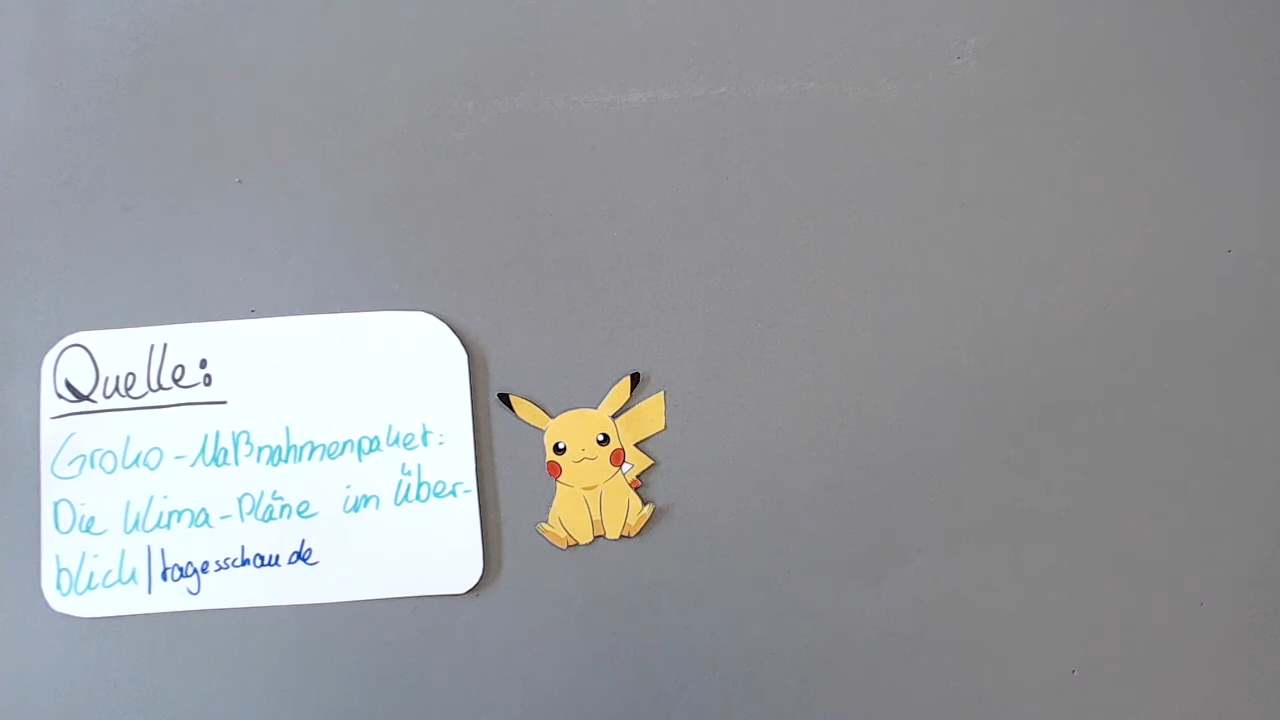 Quelle:
Groko-Maßnahmenpaket:
Die Klima-Pläne im Über-
blick/tagesschau.de